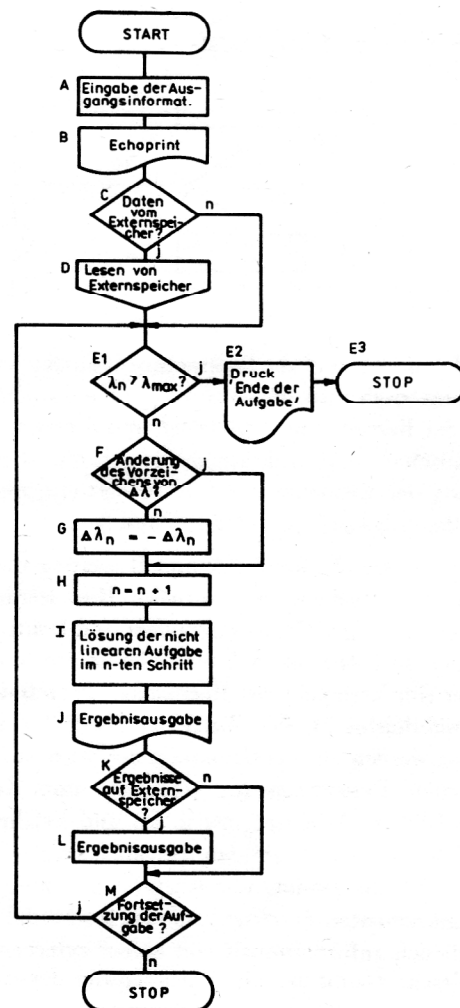 START
A
Eingabe der Aus-
gangsinformat.
B
Echoprint
C
Daten
vom
Externspei-
cher?
n
j
D
Lesen von
Externspeicher
E1
λn > λmax?
j
n
E2
Druck
'Ende der
Aufgabe'
E3
STOP
F
Änderung
des Vorzei-
chens von
Δλ?
j
n
G
Δλn = -Δλn
H
n = n + 1
I
Lösung der nicht
linearen Aufgabe
im n-ten Schritt
J
Ergebnisausgabe
K
Ergebnisse
auf Extern-
speicher
?
n
j
L
Ergebnisausgabe
M
Fortset-
zung der Auf-
gabe ?
j
n
STOP